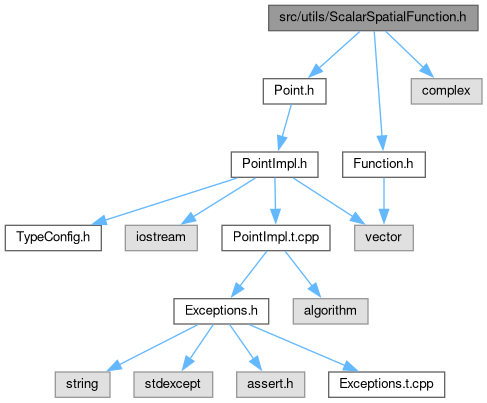 src/utils/ScalarSpatialFunction.h
Point.h
complex
PointImpl.h
Function.h
TypeConfig.h
iostream
PointImpl.t.cpp
vector
Exceptions.h
algorithm
string
stdexcept
assert.h
Exceptions.t.cpp